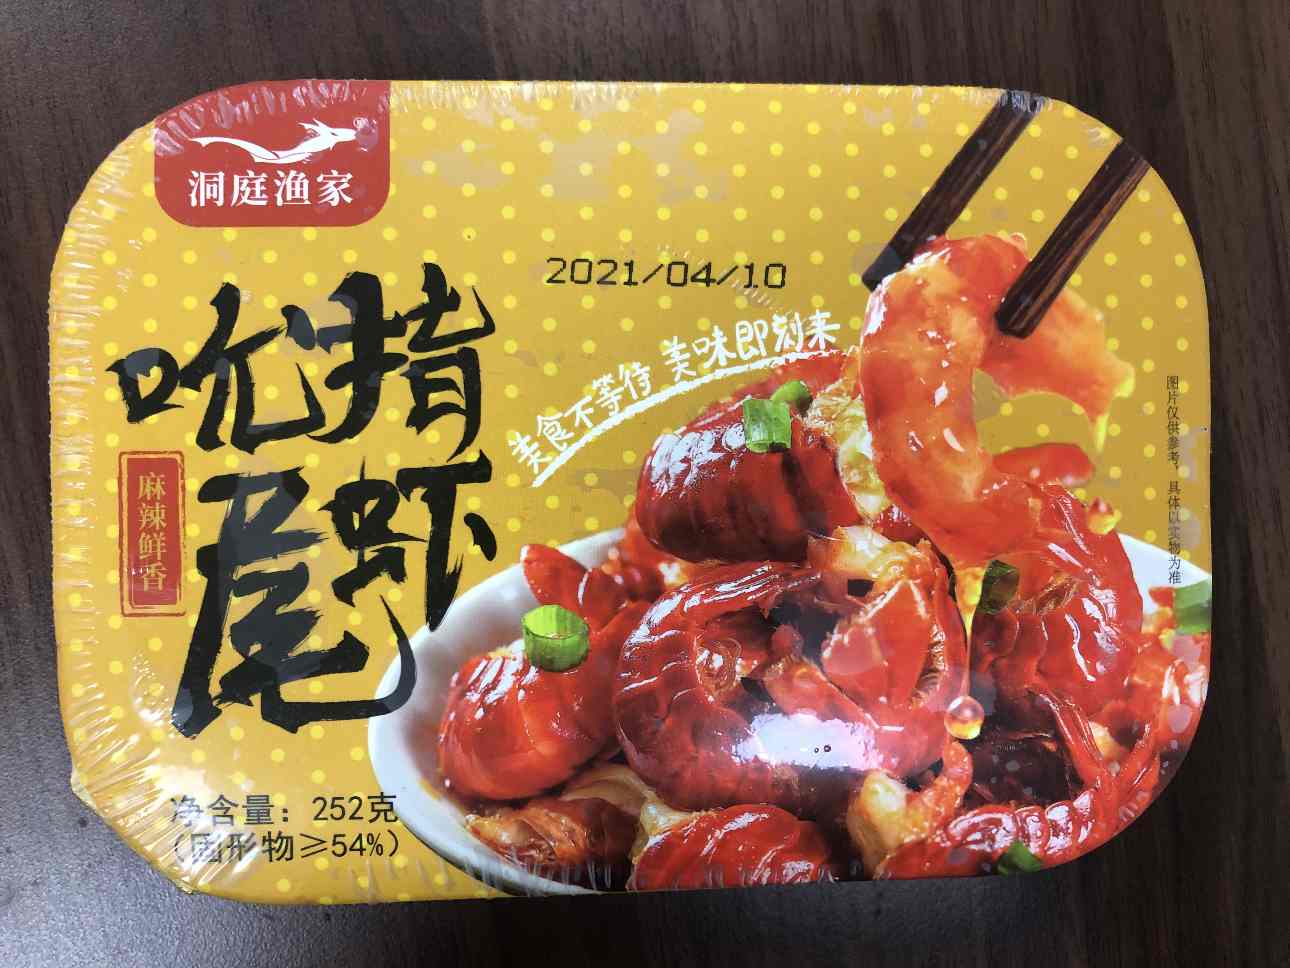 洞庭渔家
2021/04/10
美食不等待 美味即刻来
吮指
尾虾
麻辣鲜香
图片仅供参考，具体以实物为准
净含量：252克
（固形物≥54%）